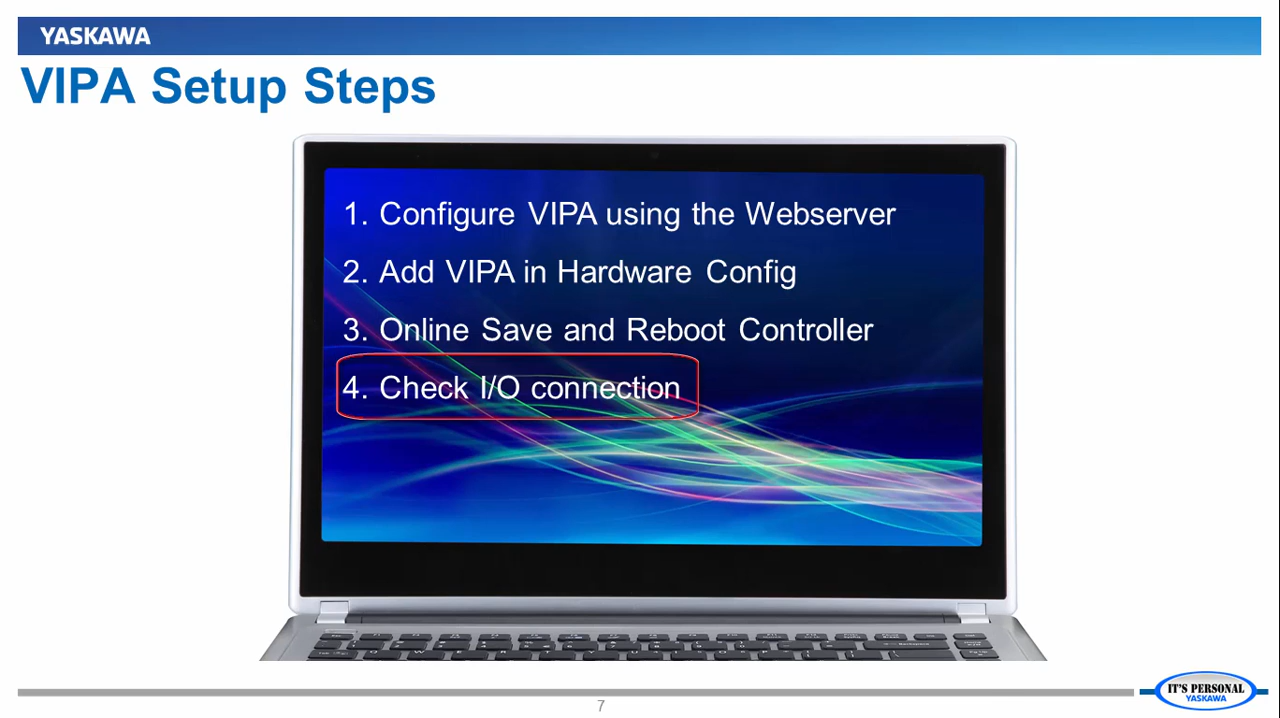 YASKAWA
VIPA Setup Steps
1. Configure VIPA using the Webserver
2. Add VIPA in Hardware Config
3. Online Save and Reboot Controller
4. Check I/O connection
7
IT'S PERSONAL
YASKAWA